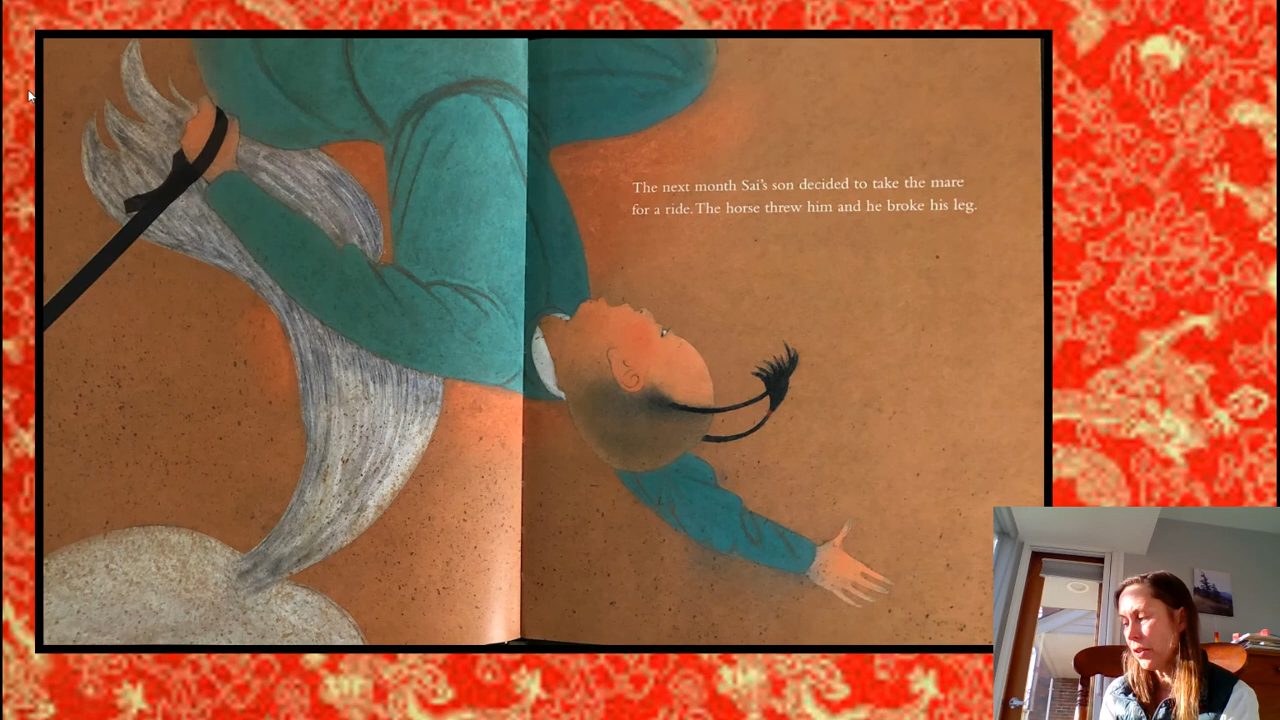 The next month Sai's son decided to take the mare
for a ride. The horse threw him and he broke his leg.